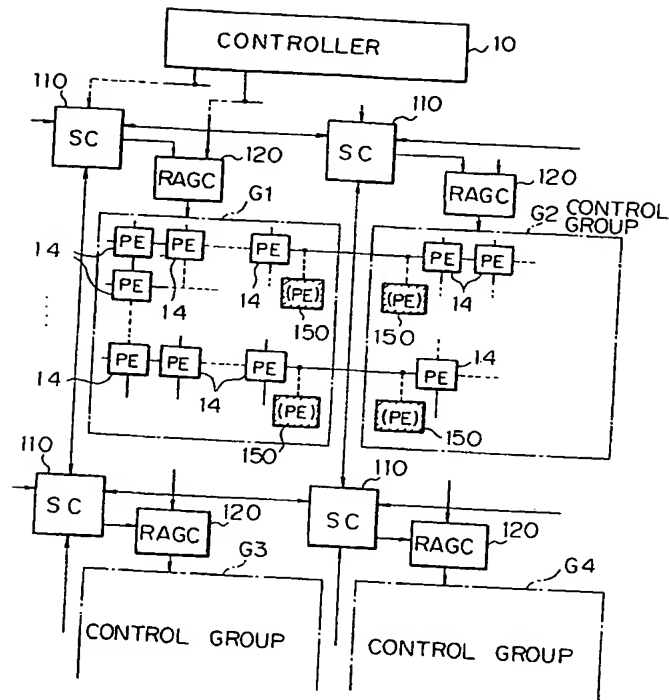 CONTROLLER
10
110
110
SC
SC
120
120
RAGC
RAGC
G1
G2 CONTROL
GROUP
14
PE
PE
PE
PE
PE
14
14
14
PE
(PE)
(PE)
14
150
150
PE
PE
PE
PE
14
14
14
(PE)
(PE)
150
150
110
110
SC
SC
120
120
RAGC
RAGC
G3
G4
CONTROL GROUP
CONTROL GROUP